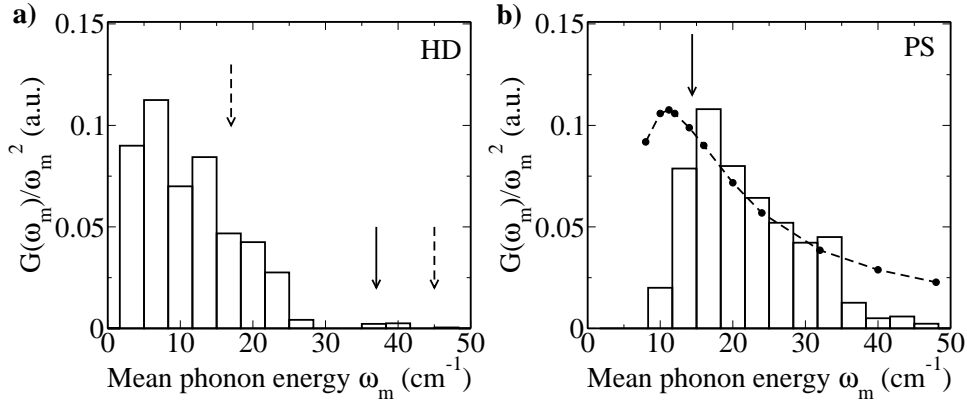 a)
HD
0.15
0.1
0.05
0
G(ω_m)/ω_m^2 (a.u.)
0 10 20 30 40 50
Mean phonon energy ω_m (cm^-1)
b)
PS
0.15
0.1
0.05
0
G(ω_m)/ω_m^2 (a.u.)
0 10 20 30 40 50
Mean phonon energy ω_m (cm^-1)